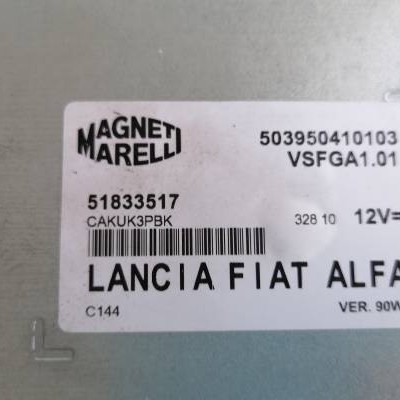 MAGNETI
MARELLI
503950410103
VSFGA1.01
51833517
CAKUK3PBK
328 10 12V=
LANCIA FIAT ALFA
C144
VER. 90W